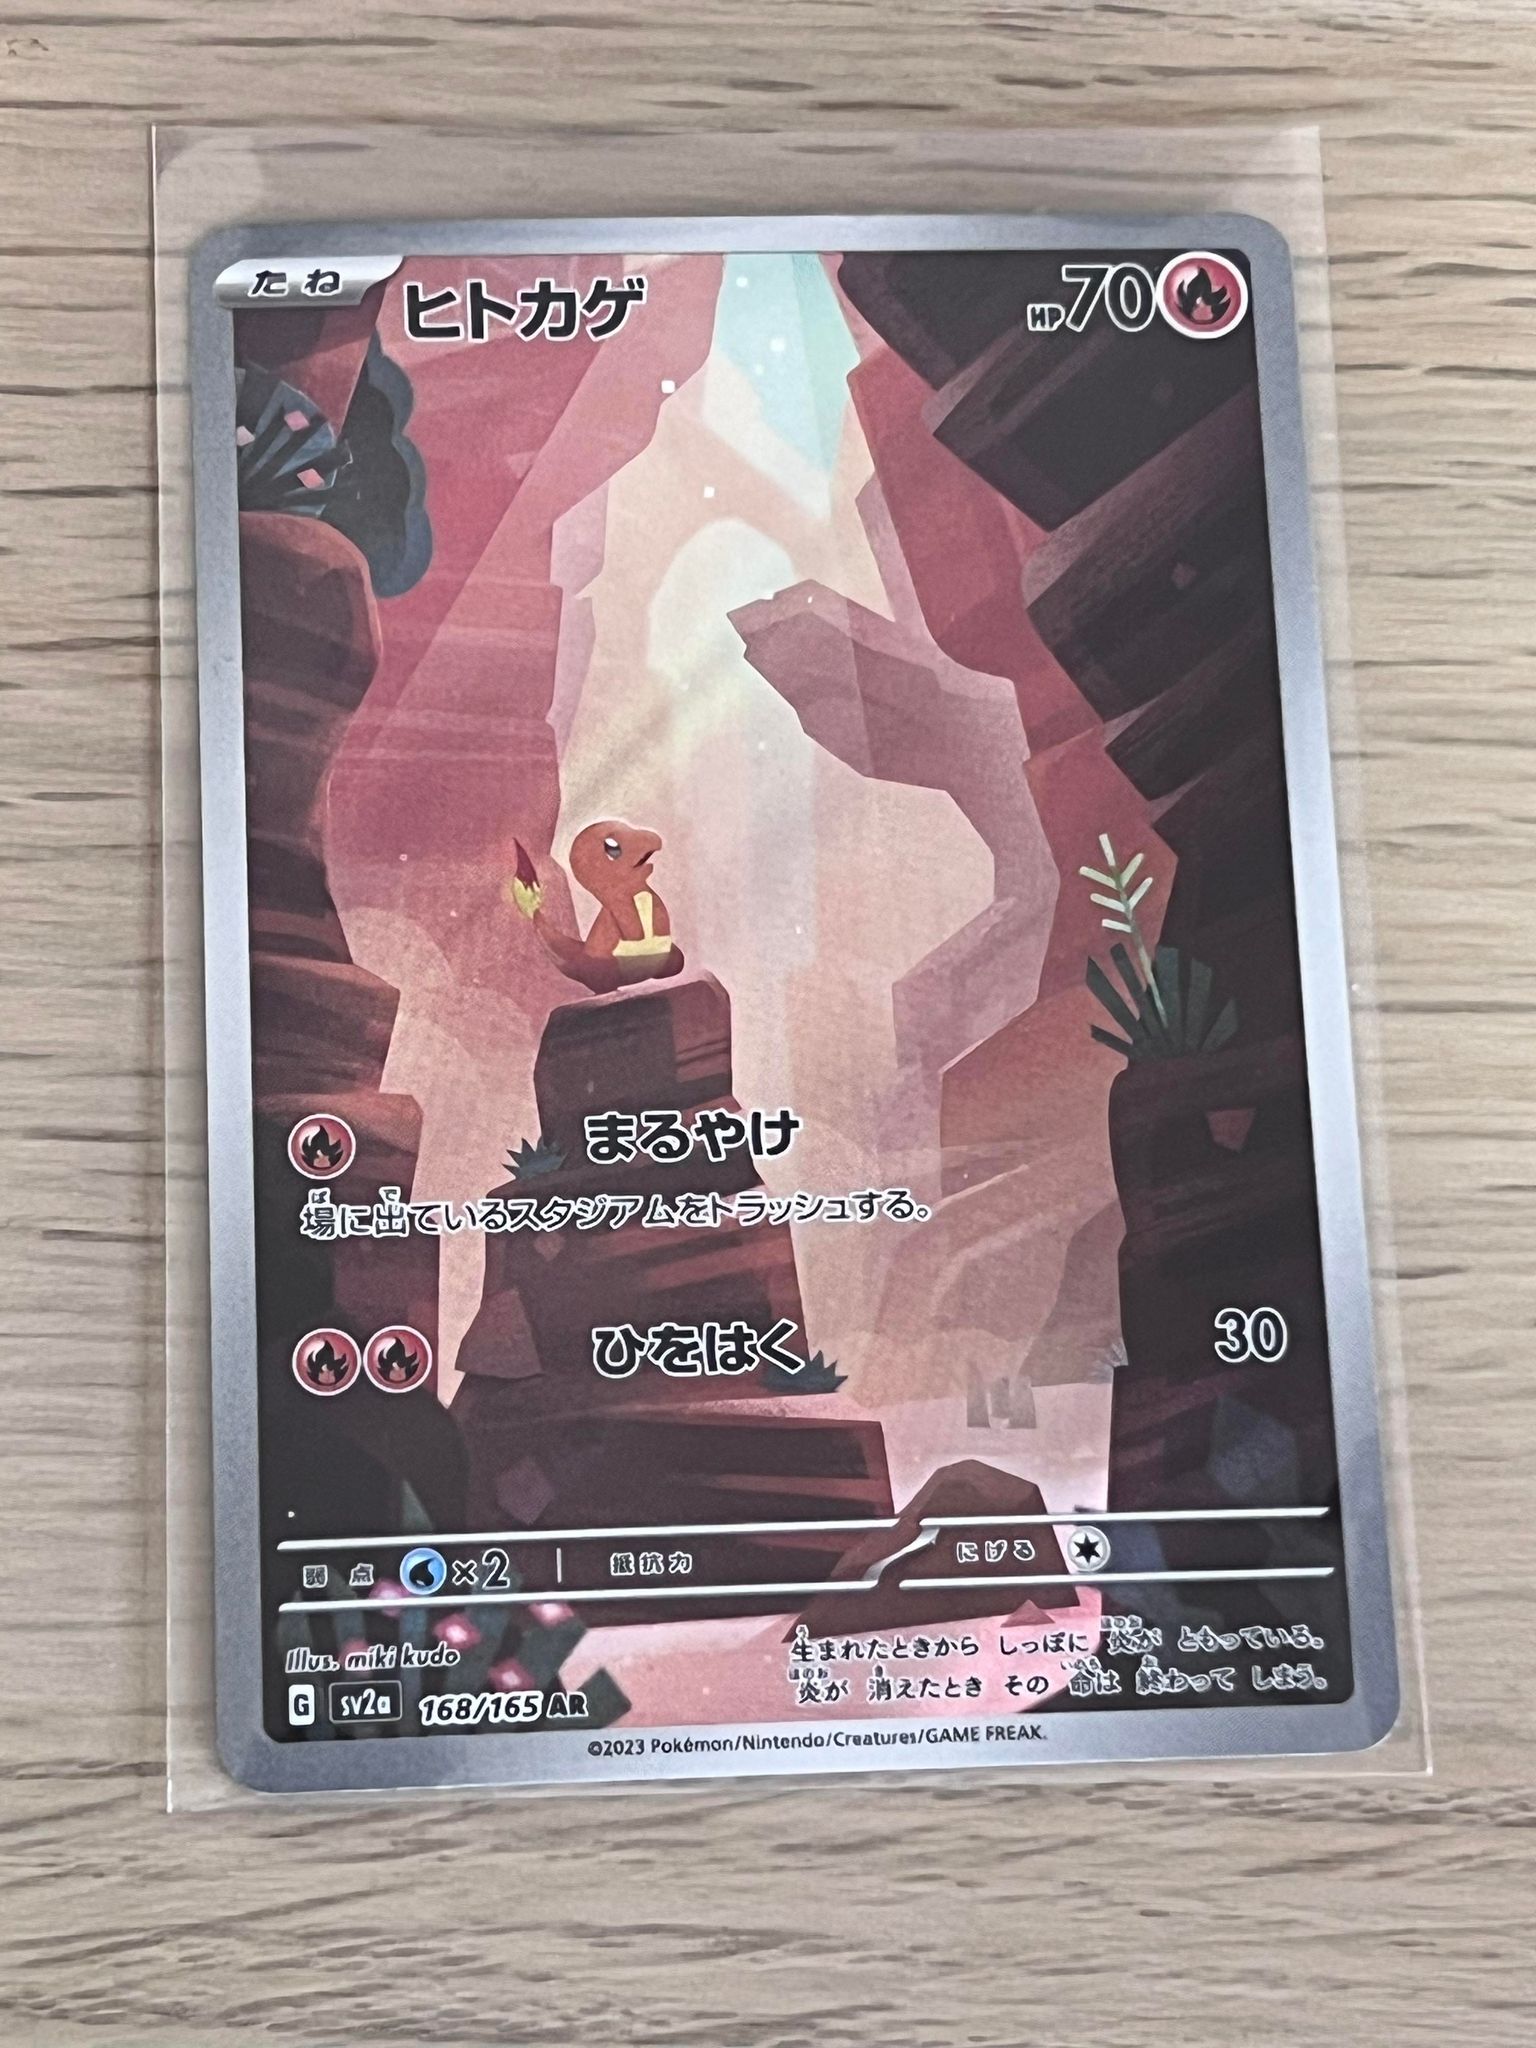 たね
ヒトカゲ
HP70
まるやけ
場に出ているスタジアムをトラッシュする。
ひをはく 30
弱点 ×2 抵抗力 にげる
Illus. miki kudo
生まれたときから しっぽに 炎が ともっている。
炎が 消えたとき その 命は 終わって しまう。
G sv2a 168/165 AR
©2023 Pokémon/Nintendo/Creatures/GAME FREAK.